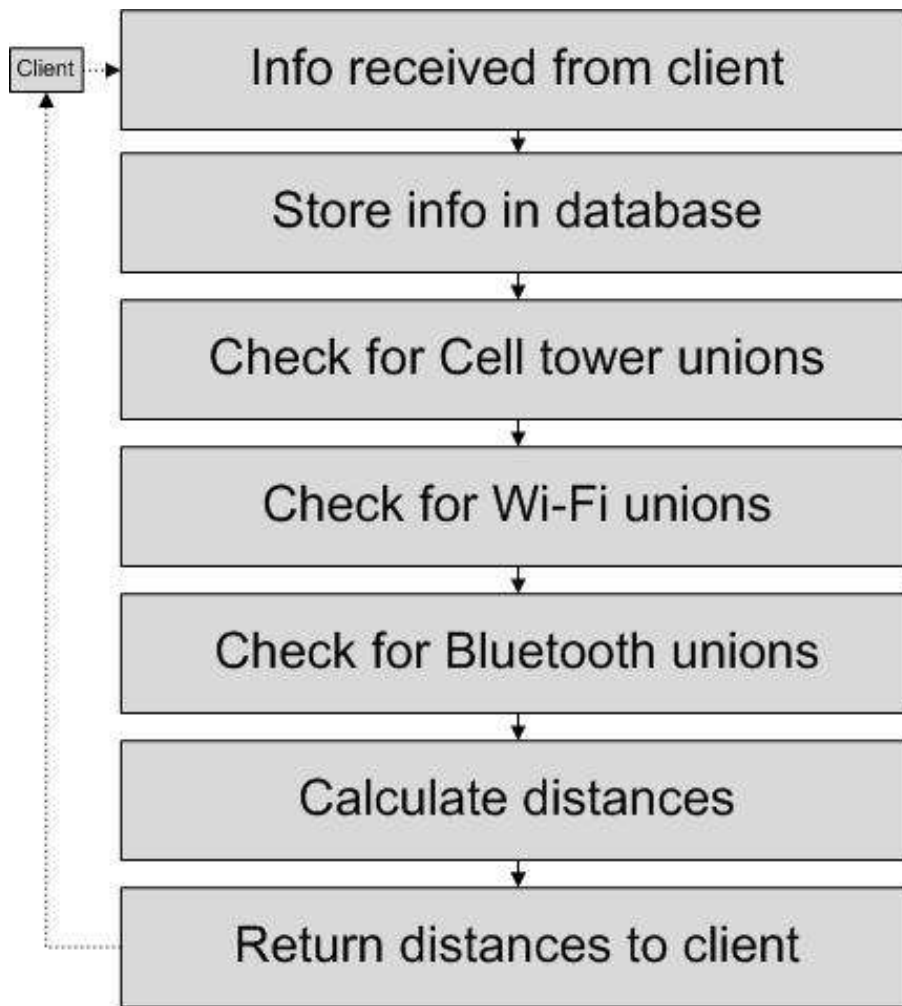 Client
Info received from client
Store info in database
Check for Cell tower unions
Check for Wi-Fi unions
Check for Bluetooth unions
Calculate distances
Return distances to client